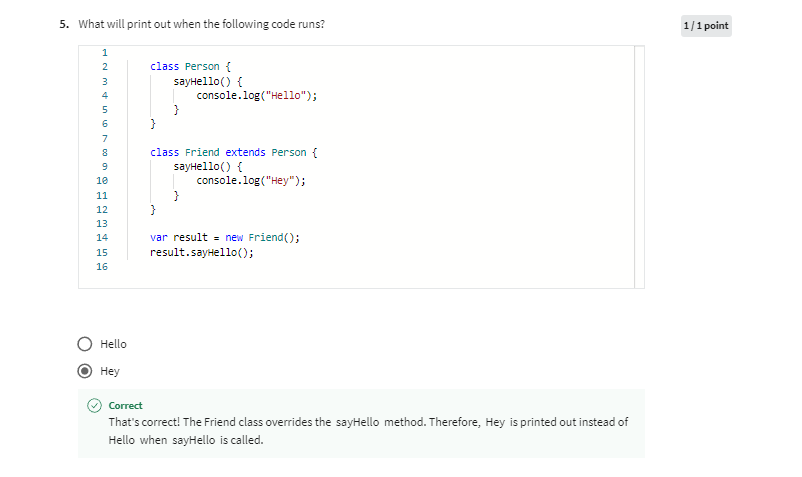 5. What will print out when the following code runs?
1 / 1 point
1
2 class Person {
3 sayHello() {
4 console.log("Hello");
5 }
6 }
7
8 class Friend extends Person {
9 sayHello() {
10 console.log("Hey");
11 }
12 }
13
14 var result = new Friend();
15 result.sayHello();
16
Hello
Hey
Correct
That's correct! The Friend class overrides the sayHello method. Therefore, Hey is printed out instead of
Hello when sayHello is called.